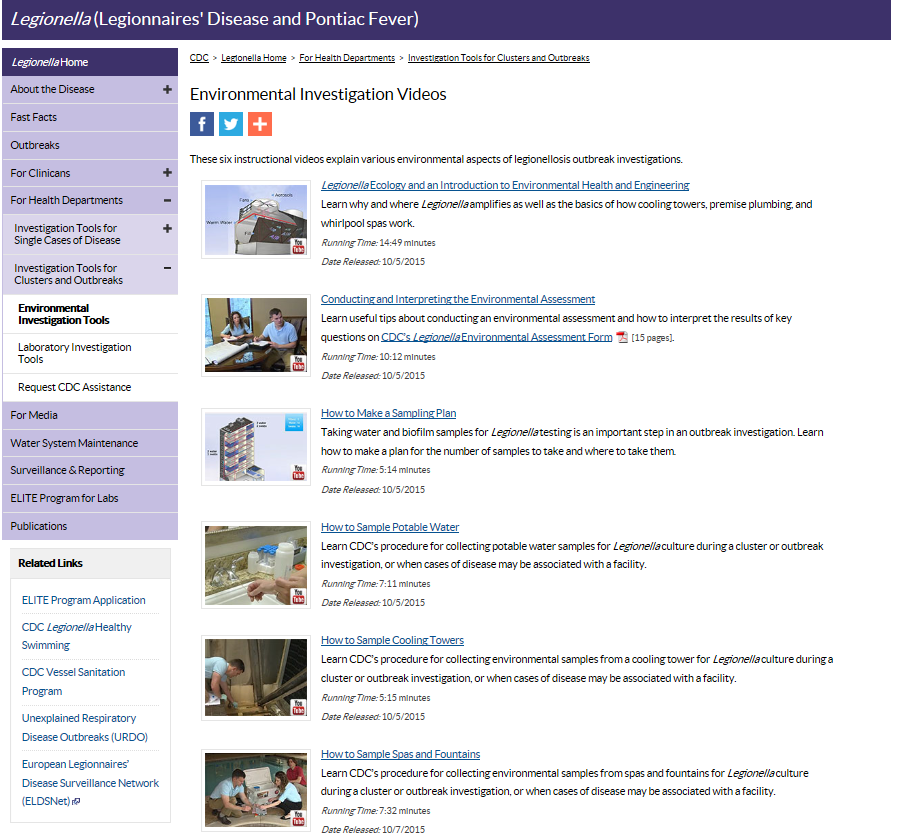 Legionella (Legionnaires' Disease and Pontiac Fever)
Legionella Home
About the Disease
Fast Facts
Outbreaks
For Clinicans
For Health Departments
Investigation Tools for
Single Cases of Disease
Investigation Tools for
Clusters and Outbreaks
Environmental
Investigation Tools
Laboratory Investigation
Tools
Request CDC Assistance
For Media
Water System Maintenance
Surveillance & Reporting
ELITE Program for Labs
Publications
Related Links
ELITE Program Application
CDC Legionella Healthy
Swimming
CDC Vessel Sanitation
Program
Unexplained Respiratory
Disease Outbreaks (URDO)
European Legionnaires'
Disease Surveillance Network
(ELDSNet)
CDC > Legionella Home > For Health Departments > Investigation Tools for Clusters and Outbreaks
Environmental Investigation Videos
These six instructional videos explain various environmental aspects of legionellosis outbreak investigations.
Aerosols
Fans
Warm Water
You Tube
Legionella Ecology and an Introduction to Environmental Health and Engineering
Learn why and where Legionella amplifies as well as the basics of how cooling towers, premise plumbing, and
whirlpool spas work.
Running Time: 14:49 minutes
Date Released: 10/5/2015
You Tube
Conducting and Interpreting the Environmental Assessment
Learn useful tips about conducting an environmental assessment and how to interpret the results of key
questions on CDC's Legionella Environmental Assessment Form [15 pages].
Running Time: 10:12 minutes
Date Released: 10/5/2015
You Tube
How to Make a Sampling Plan
Taking water and biofilm samples for Legionella testing is an important step in an outbreak investigation. Learn
how to make a plan for the number of samples to take and where to take them.
Running Time: 5:14 minutes
Date Released: 10/5/2015
You Tube
How to Sample Potable Water
Learn CDC's procedure for collecting potable water samples for Legionella culture during a cluster or outbreak
investigation, or when cases of disease may be associated with a facility.
Running Time: 7:11 minutes
Date Released: 10/5/2015
You Tube
How to Sample Cooling Towers
Learn CDC's procedure for collecting environmental samples from a cooling tower for Legionella culture during a
cluster or outbreak investigation, or when cases of disease may be associated with a facility.
Running Time: 5:15 minutes
Date Released: 10/5/2015
You Tube
How to Sample Spas and Fountains
Learn CDC's procedure for collecting environmental samples from spas and fountains for Legionella culture
during a cluster or outbreak investigation, or when cases of disease may be associated with a facility.
Running Time: 7:32 minutes
Date Released: 10/7/2015